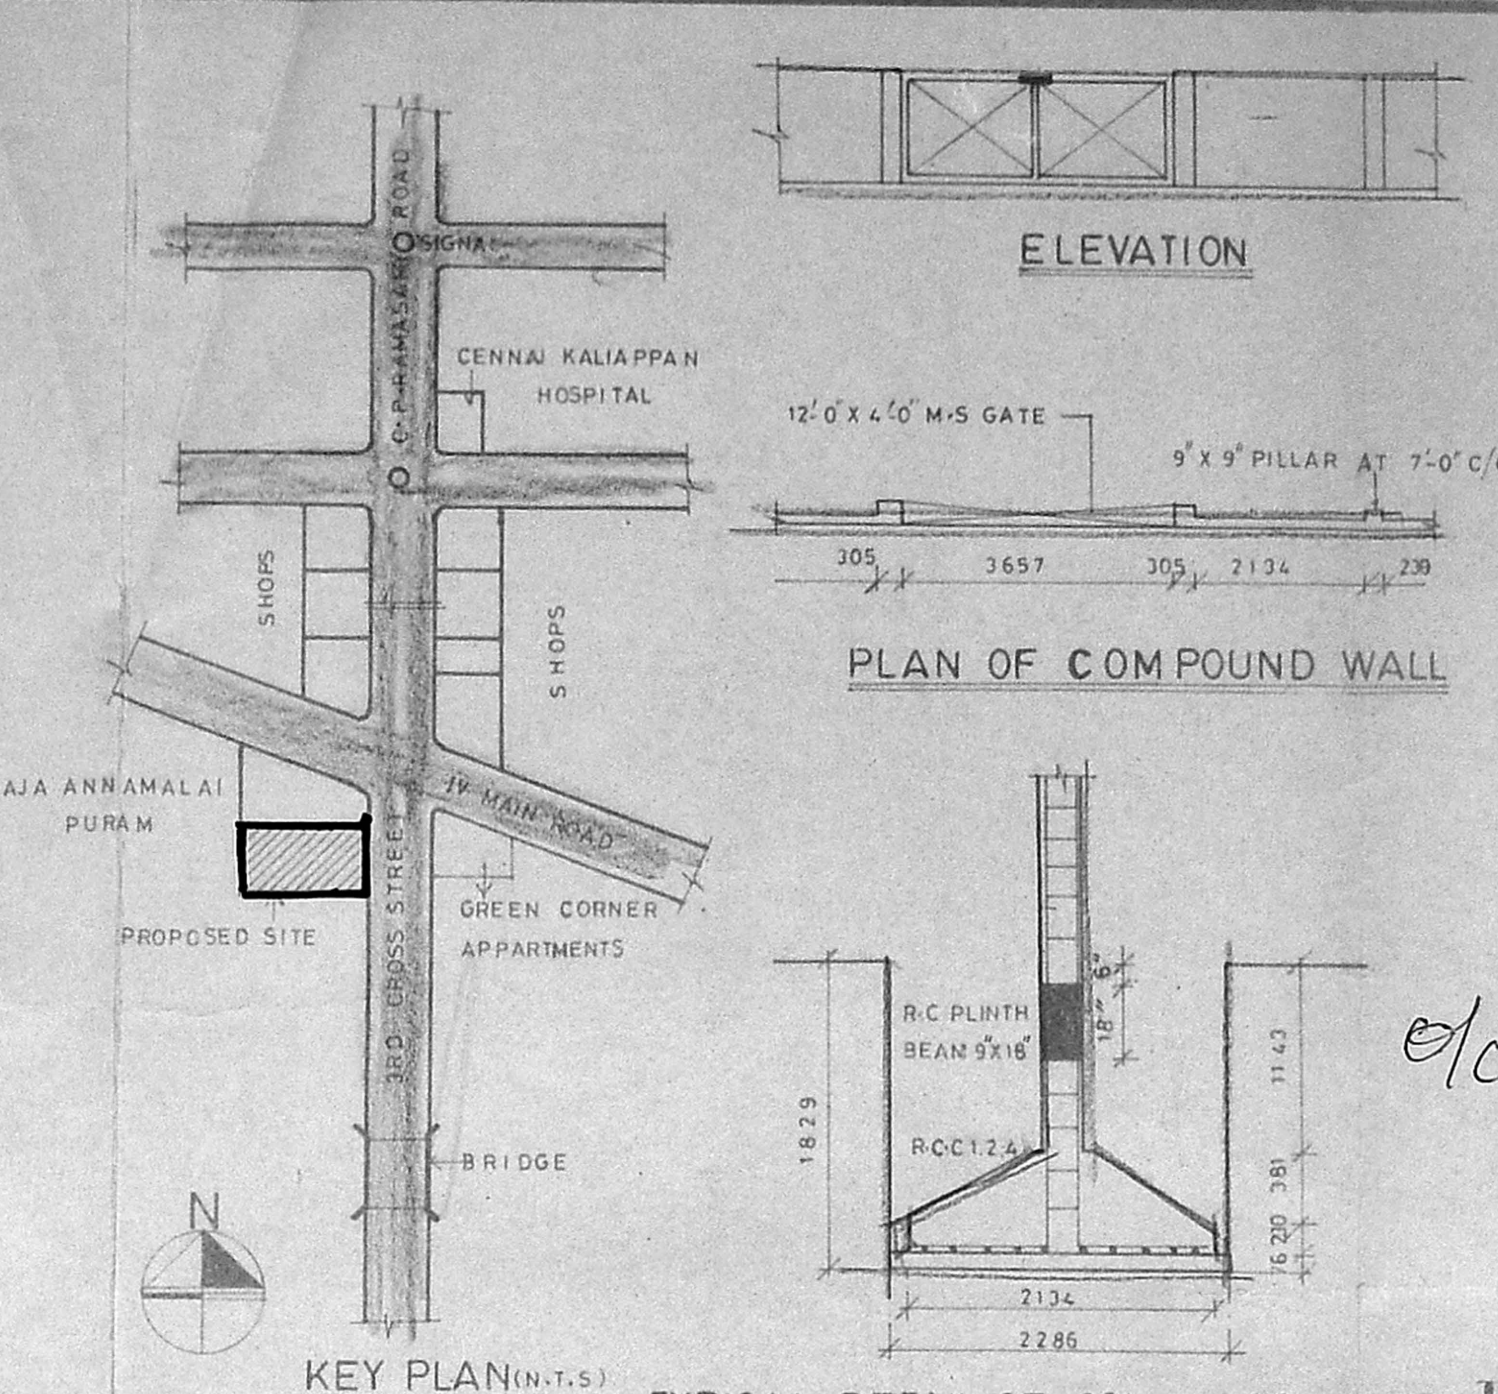 C.P. RAMASAMI ROAD
SIGNAL
CENNAI KALIAPPAN
HOSPITAL
SHOPS
SHOPS
AJA ANNAMALAI
PURAM
IV MAIN ROAD
PROPOSED SITE
GREEN CORNER
APPARTMENTS
3RD CROSS STREET
BRIDGE
N
KEY PLAN (N.T.S)
ELEVATION
12'-0" X 4'-0" M.S GATE
9" X 9" PILLAR AT 7'-0" C/
305 3657 305 2134 230
PLAN OF COMPOUND WALL
6"
18"
R.C PLINTH
BEAM 9"X18"
1829
R.C.C 1.2.4
1143
381
230
76
2134
2286